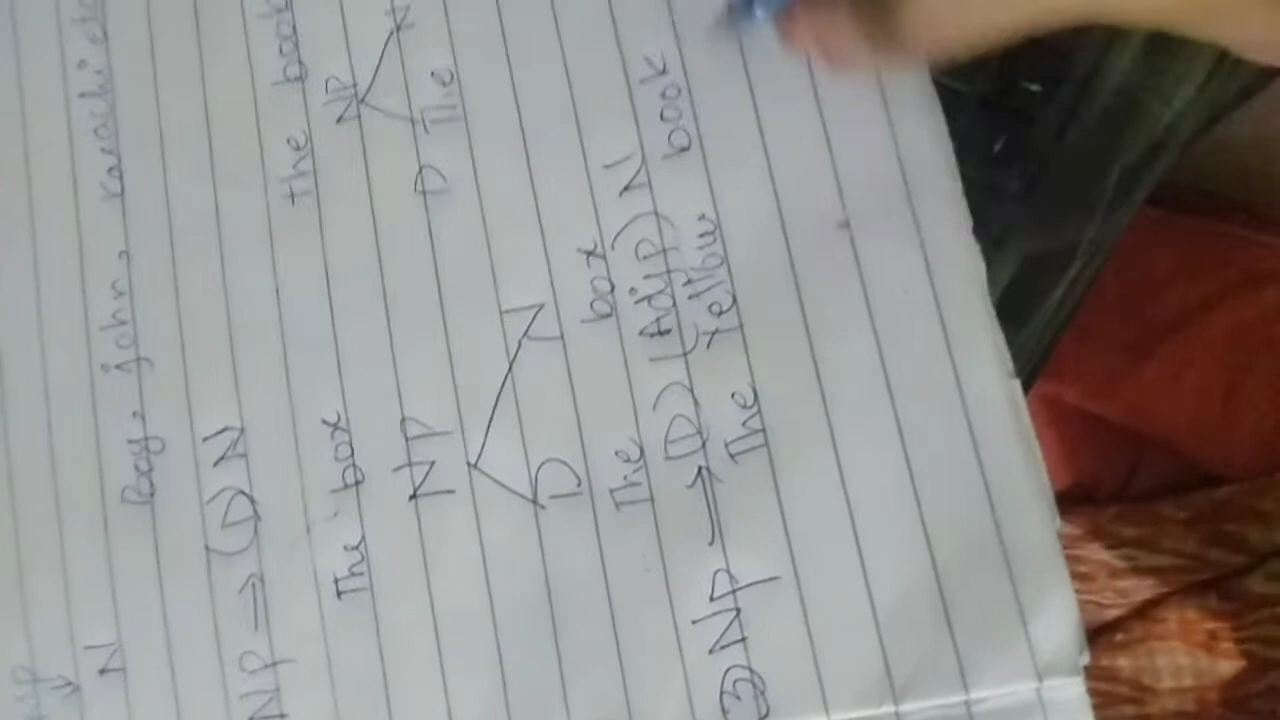 NP
N Boy, john, karachi etc
NP → (D) N
The box the book
NP NP
D N D N
The box The
③ NP → (D) (AdjP) N
The Yellow book